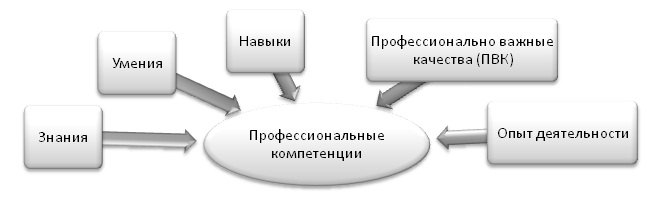 Навыки
Профессионально важные
качества (ПВК)
Умения
Знания
Профессиональные
компетенции
Опыт деятельности